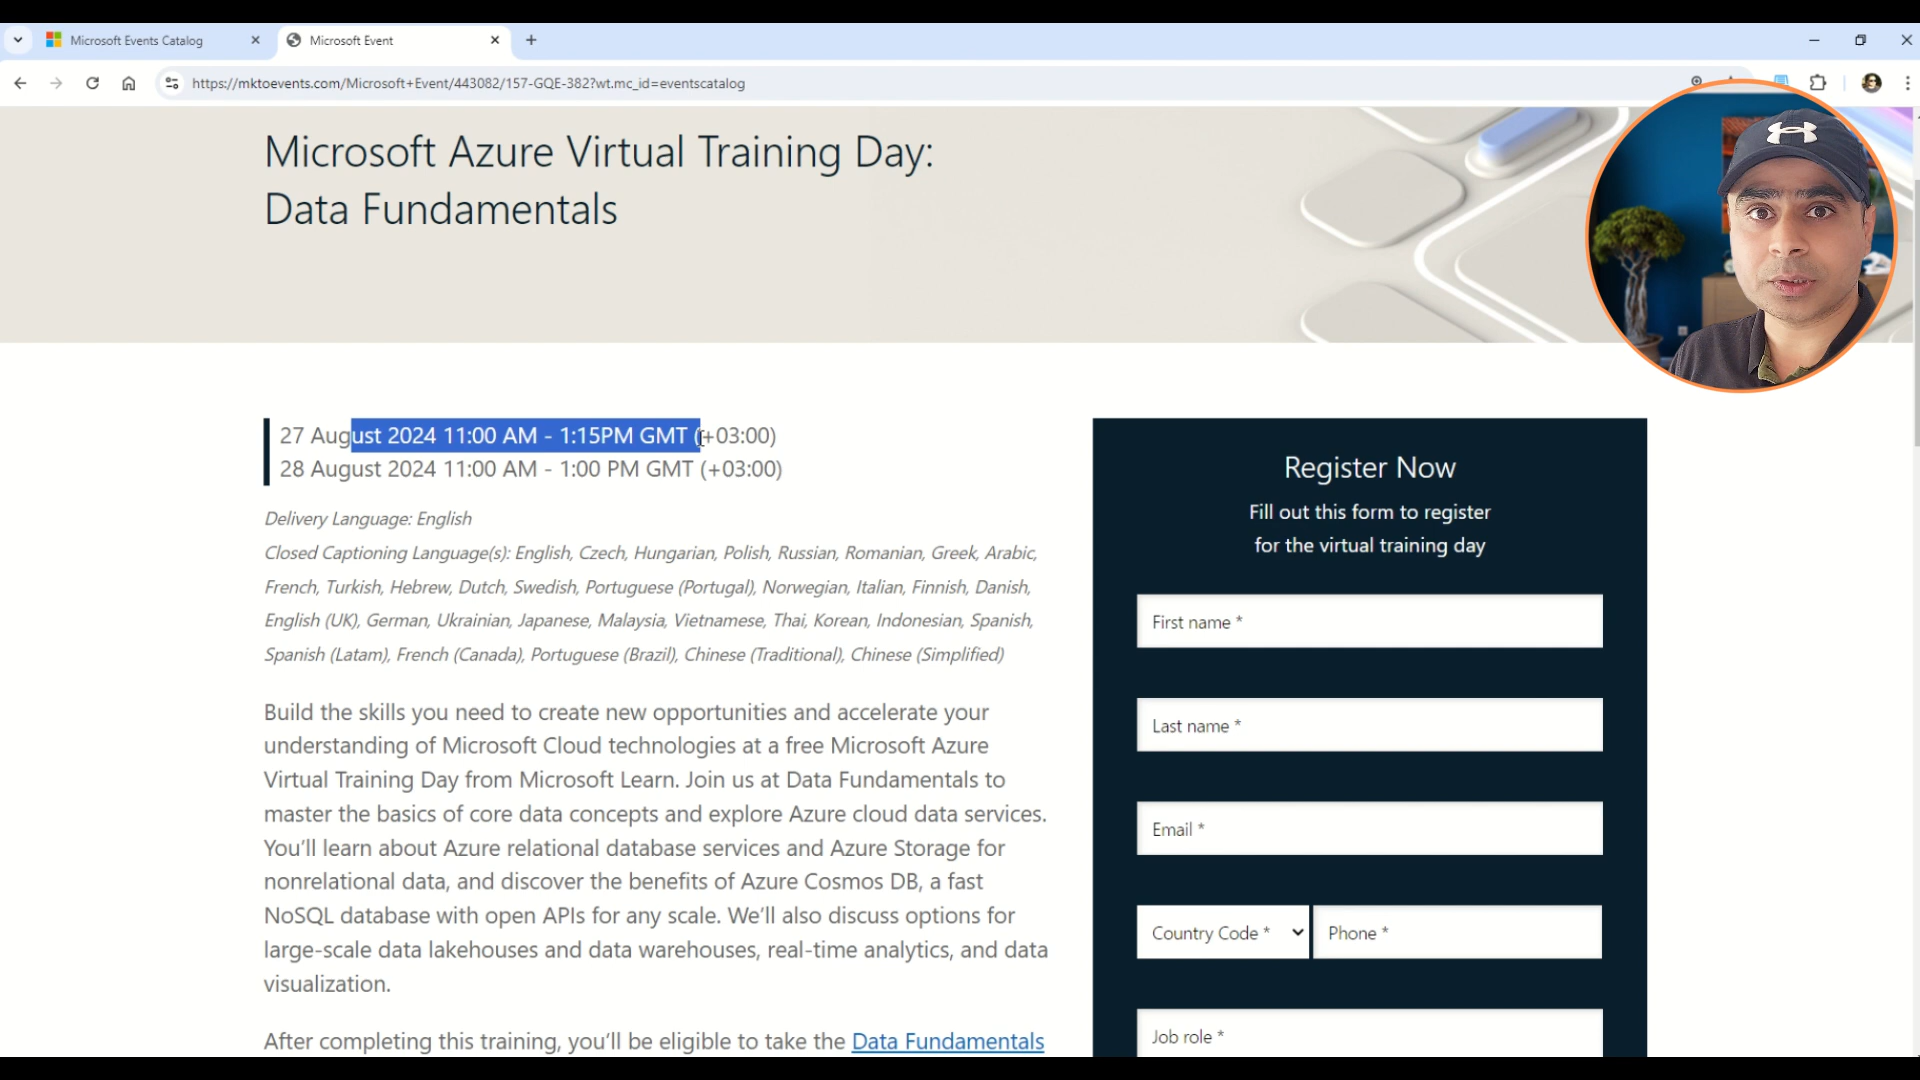 Microsoft Events Catalog
Microsoft Event
https://mktoevents.com/Microsoft+Event/443082/157-GQE-382?wt.mc_id=eventscatalog
Microsoft Azure Virtual Training Day:
Data Fundamentals
27 August 2024 11:00 AM - 1:15PM GMT (+03:00)
28 August 2024 11:00 AM - 1:00 PM GMT (+03:00)
Delivery Language: English
Closed Captioning Language(s): English, Czech, Hungarian, Polish, Russian, Romanian, Greek, Arabic,
French, Turkish, Hebrew, Dutch, Swedish, Portuguese (Portugal), Norwegian, Italian, Finnish, Danish,
English (UK), German, Ukrainian, Japanese, Malaysia, Vietnamese, Thai, Korean, Indonesian, Spanish,
Spanish (Latam), French (Canada), Portuguese (Brazil), Chinese (Traditional), Chinese (Simplified)
Build the skills you need to create new opportunities and accelerate your
understanding of Microsoft Cloud technologies at a free Microsoft Azure
Virtual Training Day from Microsoft Learn. Join us at Data Fundamentals to
master the basics of core data concepts and explore Azure cloud data services.
You’ll learn about Azure relational database services and Azure Storage for
nonrelational data, and discover the benefits of Azure Cosmos DB, a fast
NoSQL database with open APIs for any scale. We’ll also discuss options for
large-scale data lakehouses and data warehouses, real-time analytics, and data
visualization.
After completing this training, you’ll be eligible to take the Data Fundamentals
Register Now
Fill out this form to register
for the virtual training day
First name *
Last name *
Email *
Country Code *
Phone *
Job role *